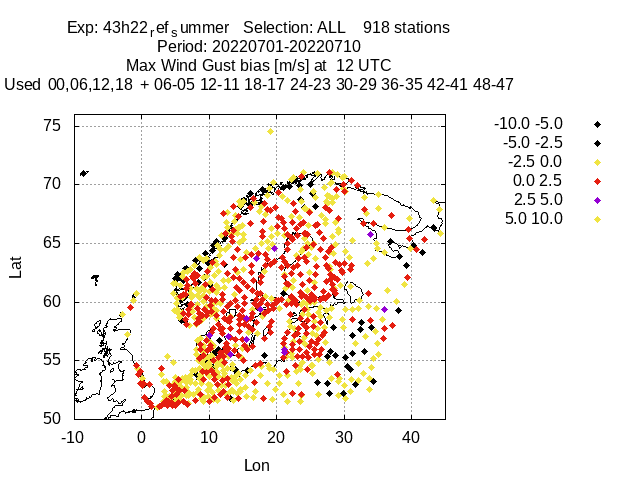 Exp: 43h22ref summer Selection: ALL 918 stations
Period: 20220701-20220710
Max Wind Gust bias [m/s] at 12 UTC
Used 00,06,12,18 + 06-05 12-11 18-17 24-23 30-29 36-35 42-41 48-47
-10.0 -5.0
-5.0 -2.5
-2.5 0.0
0.0 2.5
2.5 5.0
5.0 10.0
75
70
65
60
55
50
Lat
-10 0 10 20 30 40
Lon